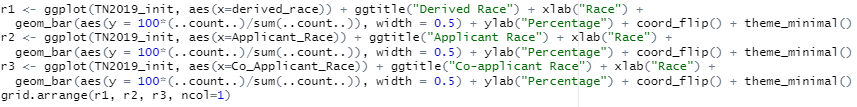 r1 <- ggplot(TN2019_init, aes(x=derived_race)) + ggtitle("Derived Race") + xlab("Race") +
  geom_bar(aes(y = 100*(..count..)/sum(..count..)), width = 0.5) + ylab("Percentage") + coord_flip() + theme_minimal()
r2 <- ggplot(TN2019_init, aes(x=Applicant_Race)) + ggtitle("Applicant Race") + xlab("Race") +
  geom_bar(aes(y = 100*(..count..)/sum(..count..)), width = 0.5) + ylab("Percentage") + coord_flip() + theme_minimal()
r3 <- ggplot(TN2019_init, aes(x=Co_Applicant_Race)) + ggtitle("Co-applicant Race") + xlab("Race") +
  geom_bar(aes(y = 100*(..count..)/sum(..count..)), width = 0.5) + ylab("Percentage") + coord_flip() + theme_minimal()
grid.arrange(r1, r2, r3, ncol=1)